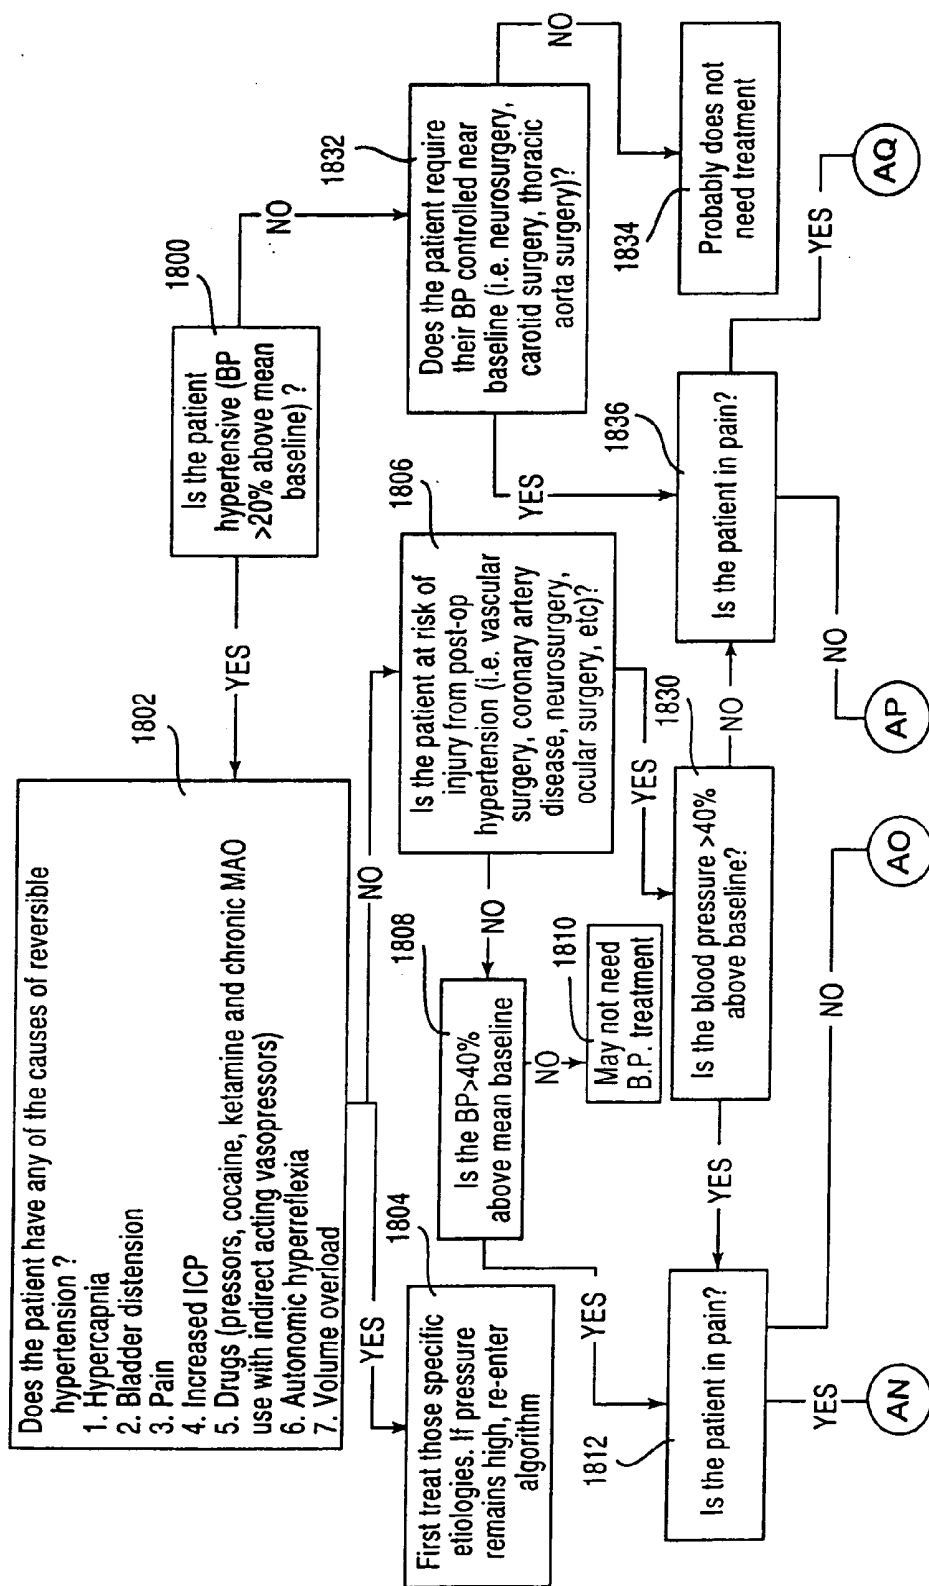 1800
Is the patient
hypertensive (BP
>20% above mean
baseline) ?
YES
NO
1802
Does the patient have any of the causes of reversible
hypertension ?
1. Hypercapnia
2. Bladder distension
3. Pain
4. Increased ICP
5. Drugs (pressors, cocaine, ketamine and chronic MAO
use with indirect acting vasopressors)
6. Autonomic hyperreflexia
7. Volume overload
YES
NO
1804
First treat those specific
etiologies. If pressure
remains high, re-enter
algorithm
1806
Is the patient at risk of
injury from post-op
hypertension (i.e. vascular
surgery, coronary artery
disease, neurosurgery,
ocular surgery, etc)?
NO
YES
1808
Is the BP>40%
above mean baseline
YES
NO
1810
May not need
B.P. treatment
1832
Does the patient require
their BP controlled near
baseline (i.e. neurosurgery,
carotid surgery, thoracic
aorta surgery)?
YES
NO
1834
Probably does not
need treatment
1812
Is the patient in pain?
YES
NO
1830
Is the blood pressure >40%
above baseline?
YES
NO
1836
Is the patient in pain?
NO
YES
AN
AO
AP
AQ